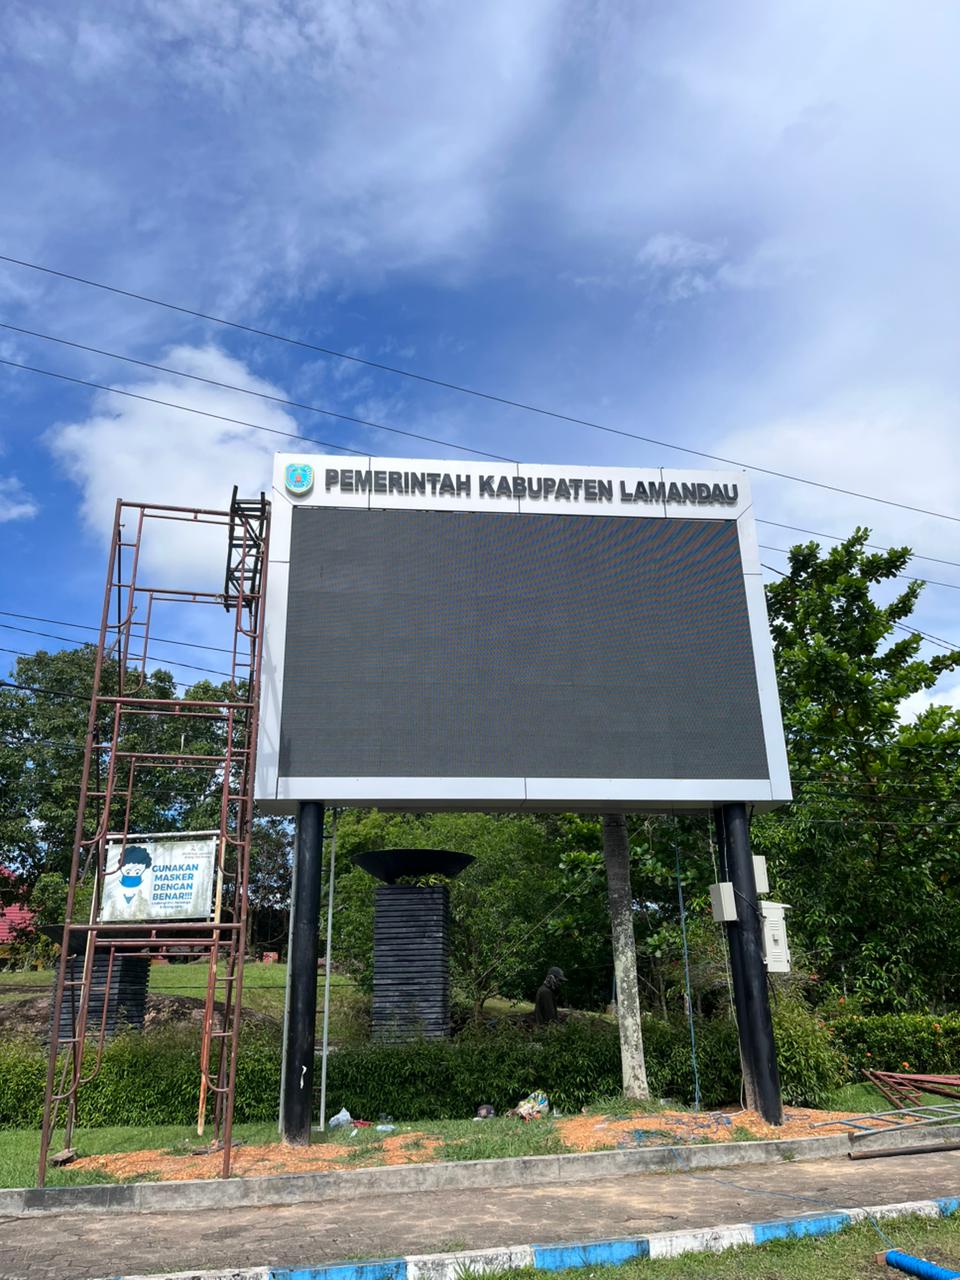 PEMERINTAH KABUPATEN LAMANDAU
GUNAKAN
MASKER
DENGAN
BENAR!!!